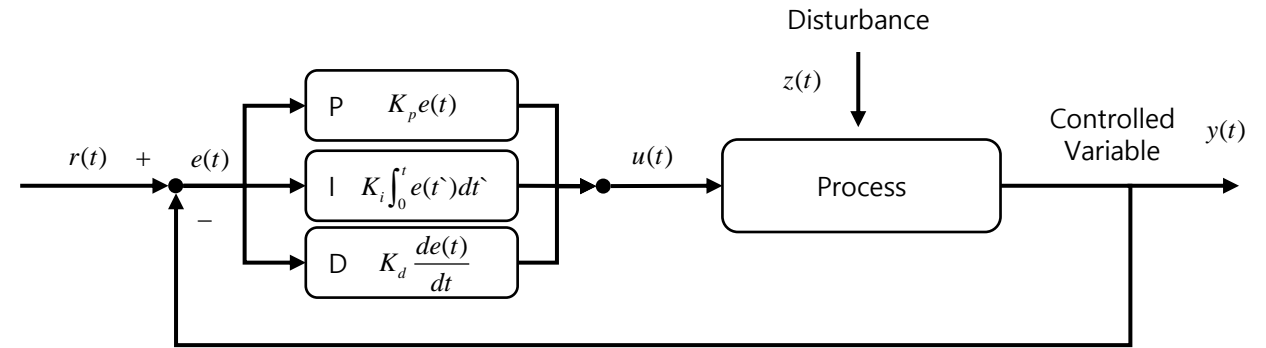 Disturbance
z(t)
Controlled
Variable
y(t)
P K_p e(t)
r(t) + e(t)
I K_i ∫_0^t e(t`)dt`
u(t)
Process
−
D K_d de(t)/dt